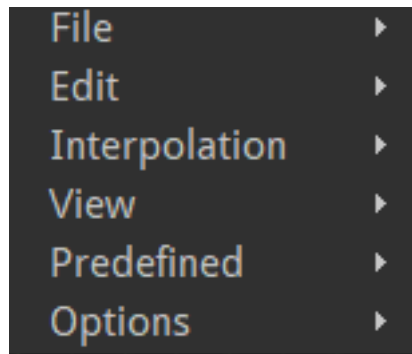 File
Edit
Interpolation
View
Predefined
Options